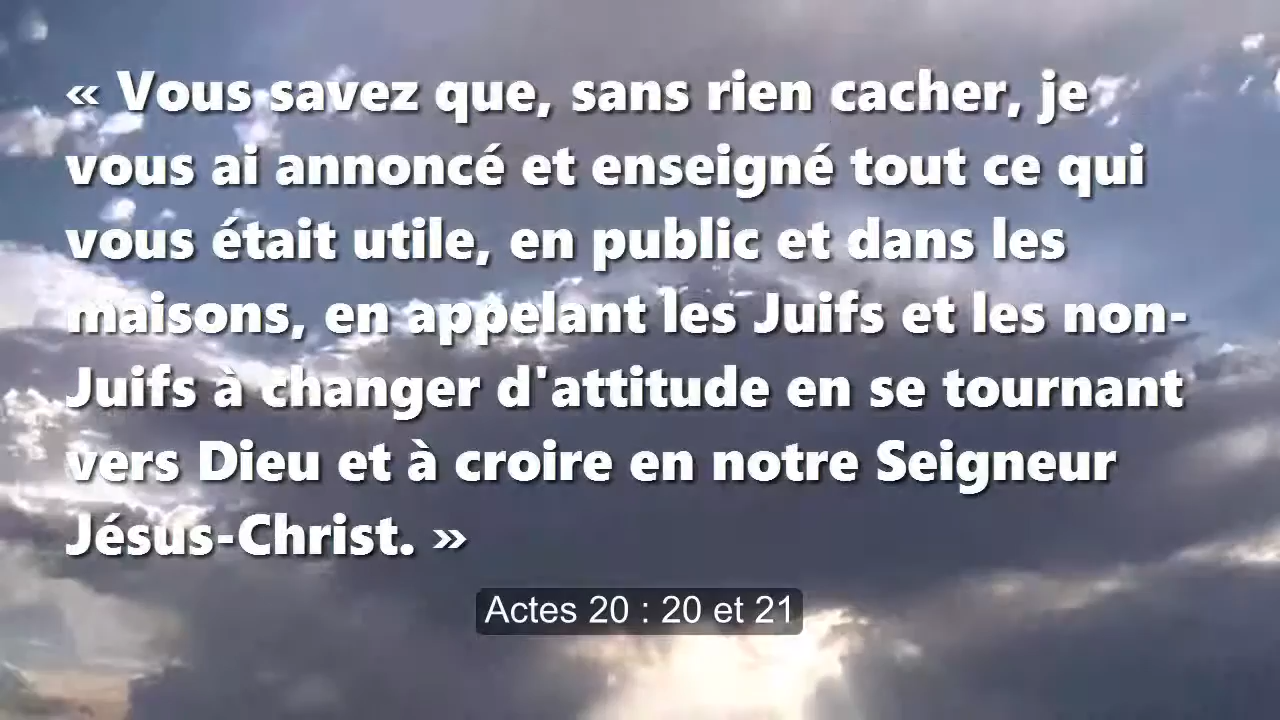 « Vous savez que, sans rien cacher, je
vous ai annoncé et enseigné tout ce qui
vous était utile, en public et dans les
maisons, en appelant les Juifs et les non-
Juifs à changer d'attitude en se tournant
vers Dieu et à croire en notre Seigneur
Jésus-Christ. »
Actes 20 : 20 et 21